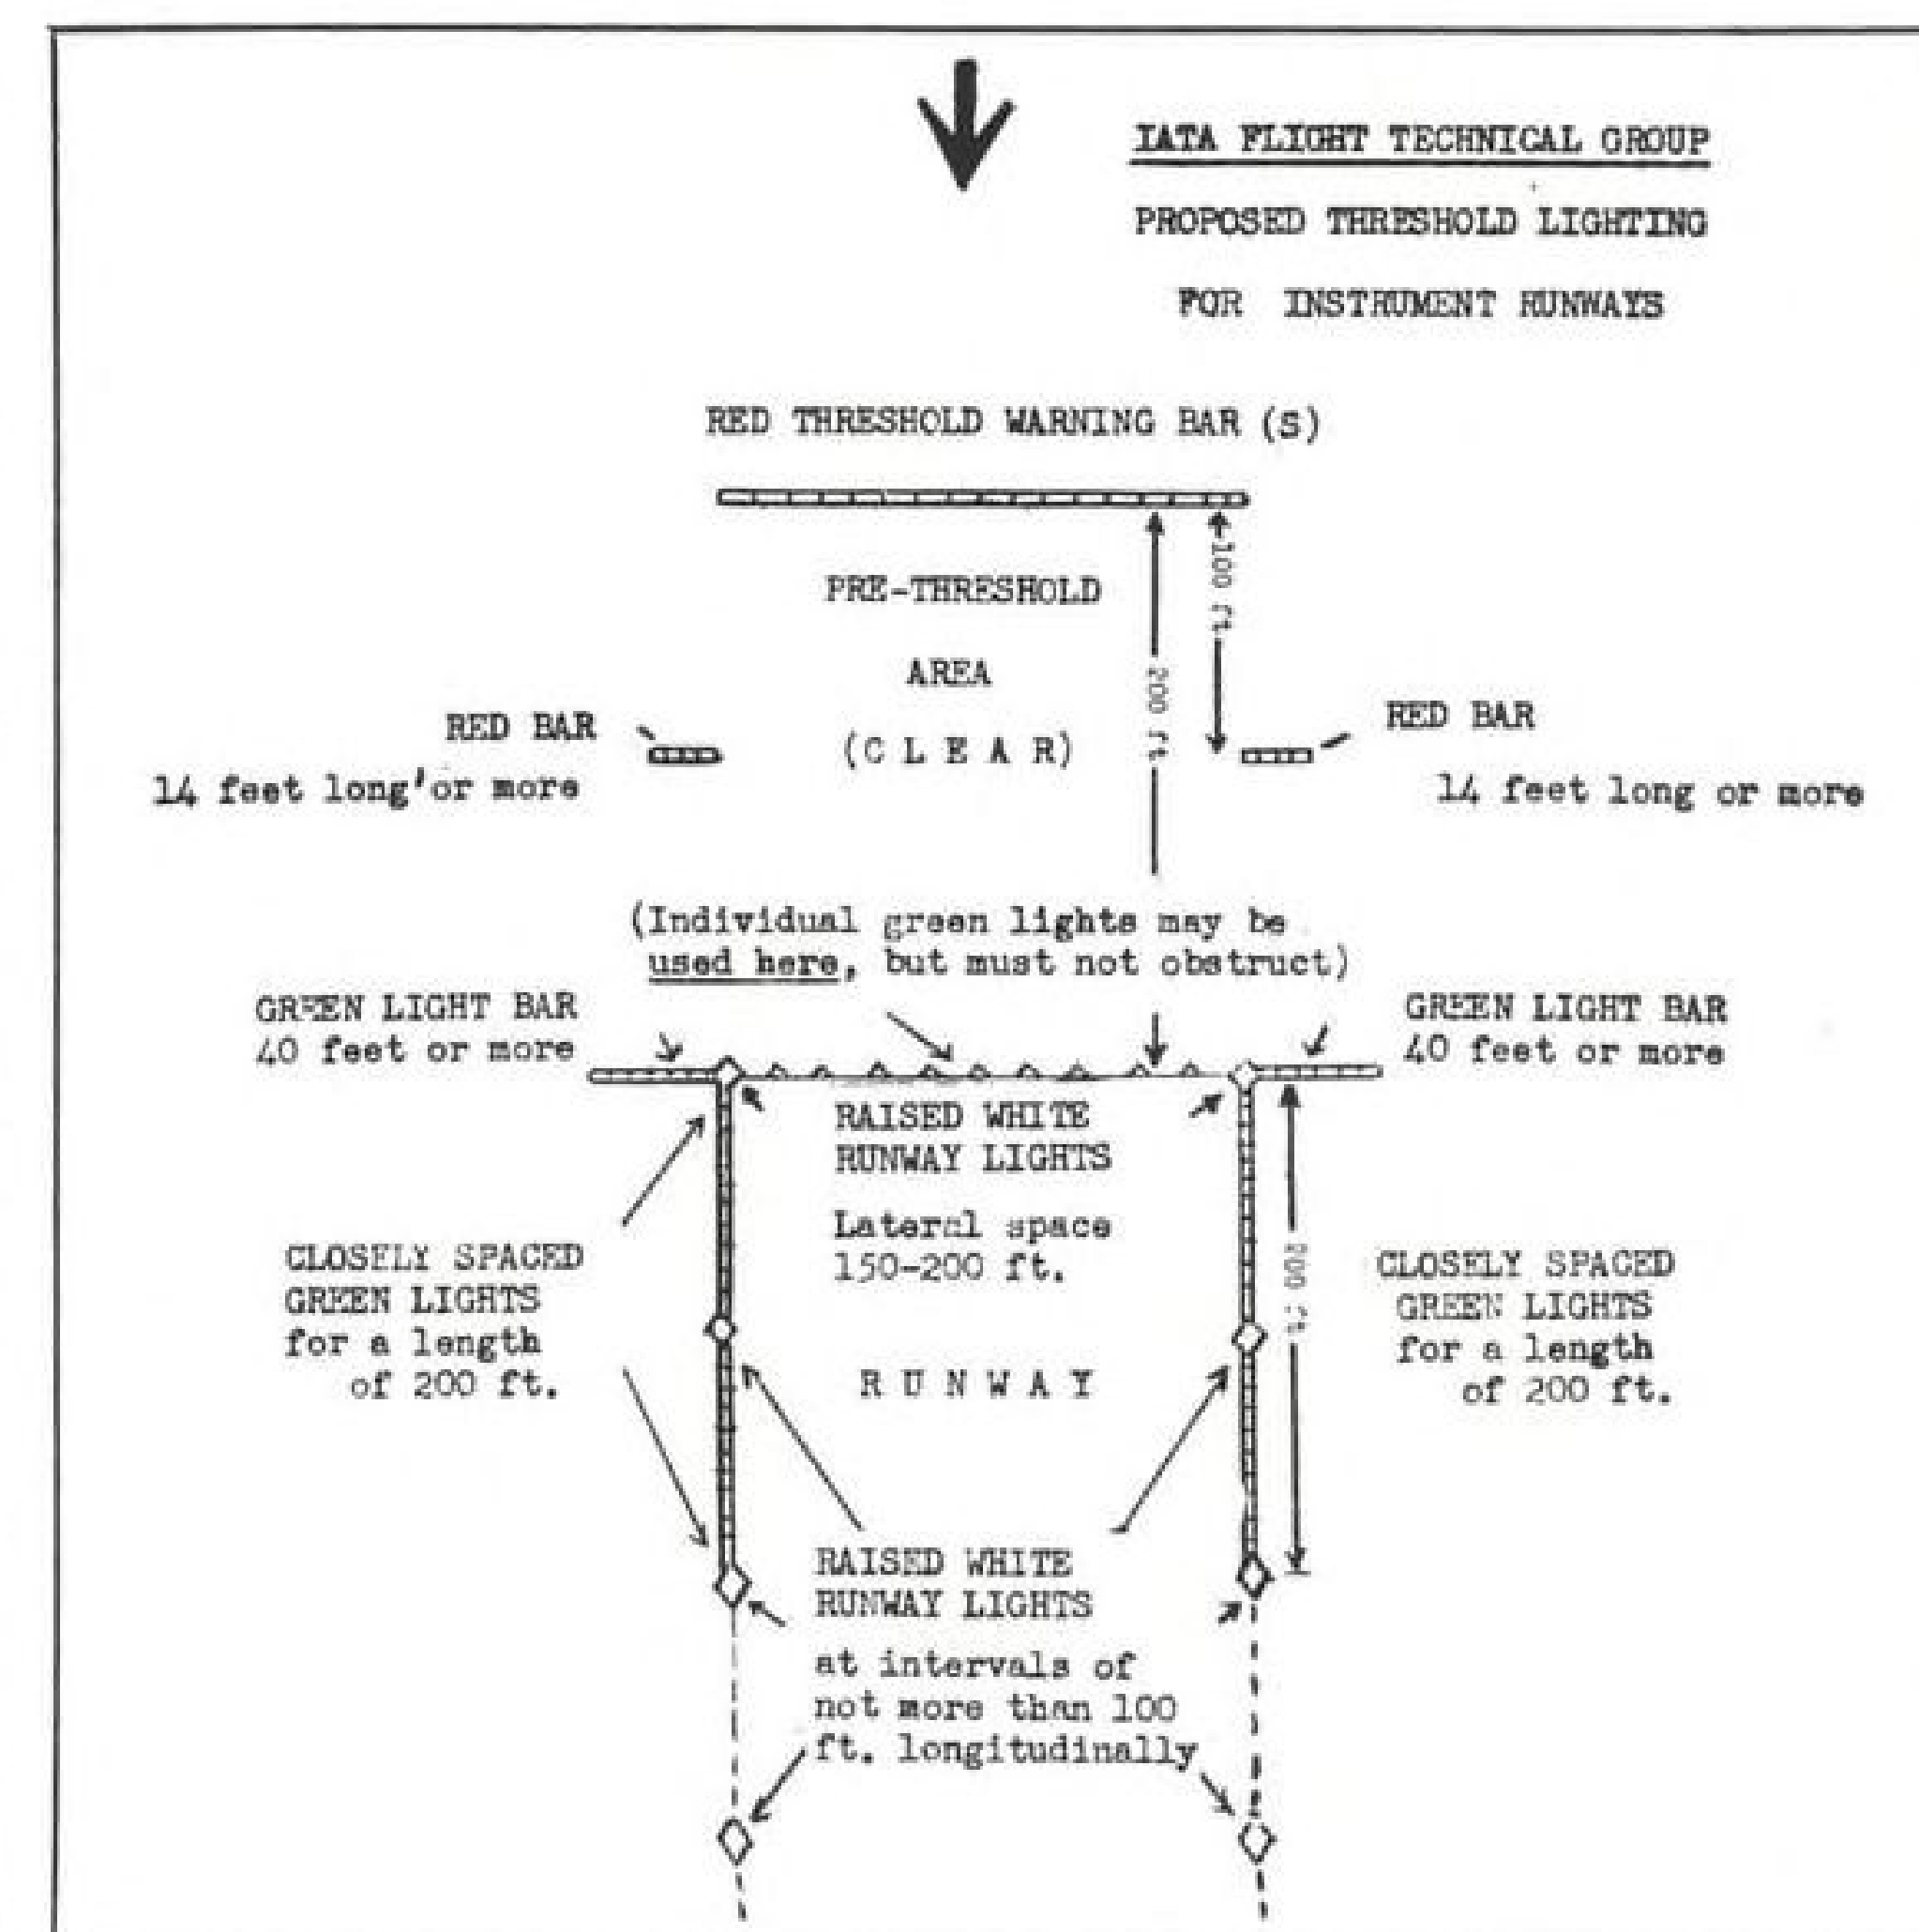 IATA FLIGHT TECHNICAL GROUP
PROPOSED THRESHOLD LIGHTING
FOR INSTRUMENT RUNWAYS
RED THRESHOLD WARNING BAR (S)
100 ft.
PRE-THRESHOLD
AREA
(C L E A R)
200 ft.
RED BAR
14 feet long'or more
RED BAR
14 feet long or more
(Individual green lights may be
used here, but must not obstruct)
GREEN LIGHT BAR
40 feet or more
GREEN LIGHT BAR
40 feet or more
RAISED WHITE
RUNWAY LIGHTS
Lateral space
150-200 ft.
CLOSELY SPACED
GREEN LIGHTS
for a length
of 200 ft.
200 ft.
CLOSELY SPACED
GREEN LIGHTS
for a length
of 200 ft.
R U N W A Y
RAISED WHITE
RUNWAY LIGHTS
at intervals of
not more than 100
ft. longitudinally